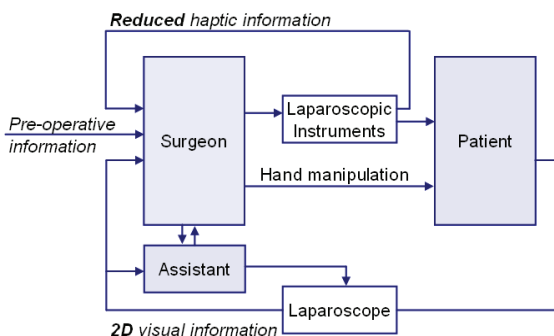 Reduced haptic information
Laparoscopic
Instruments
Pre-operative
information
Surgeon
Patient
Hand manipulation
Assistant
Laparoscope
2D visual information